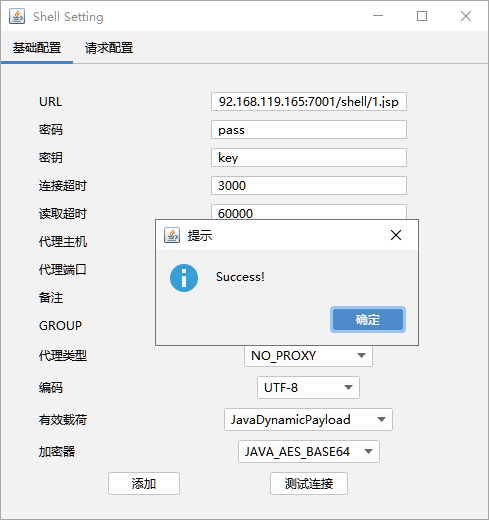 Shell Setting
基础配置 请求配置
URL 92.168.119.165:7001/shell/1.jsp
密码 pass
密钥 key
连接超时 3000
读取超时 60000
代理主机
提示
代理端口
Success!
备注
确定
GROUP
代理类型 NO_PROXY
编码 UTF-8
有效载荷 JavaDynamicPayload
加密器 JAVA_AES_BASE64
添加 测试连接